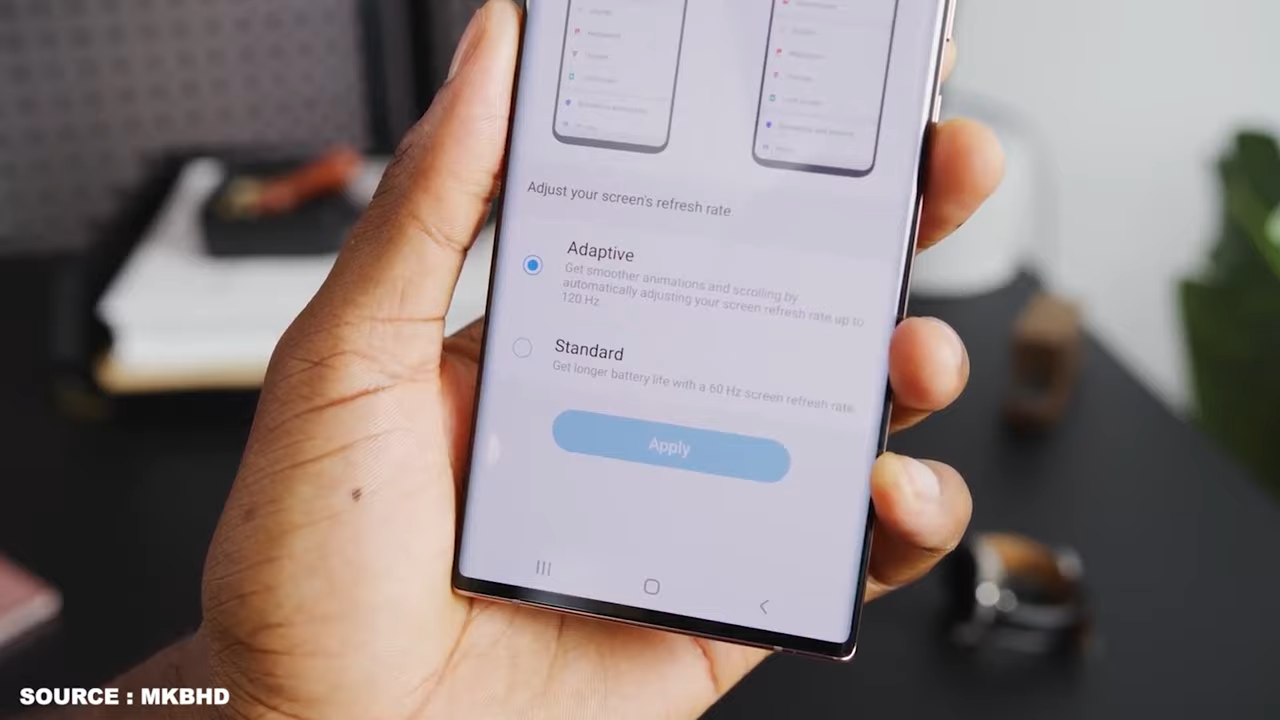 Adjust your screen's refresh rate
Adaptive
Get smoother animations and scrolling by
automatically adjusting your screen refresh rate up to
120 Hz.
Standard
Get longer battery life with a 60 Hz screen refresh rate.
Apply
SOURCE : MKBHD